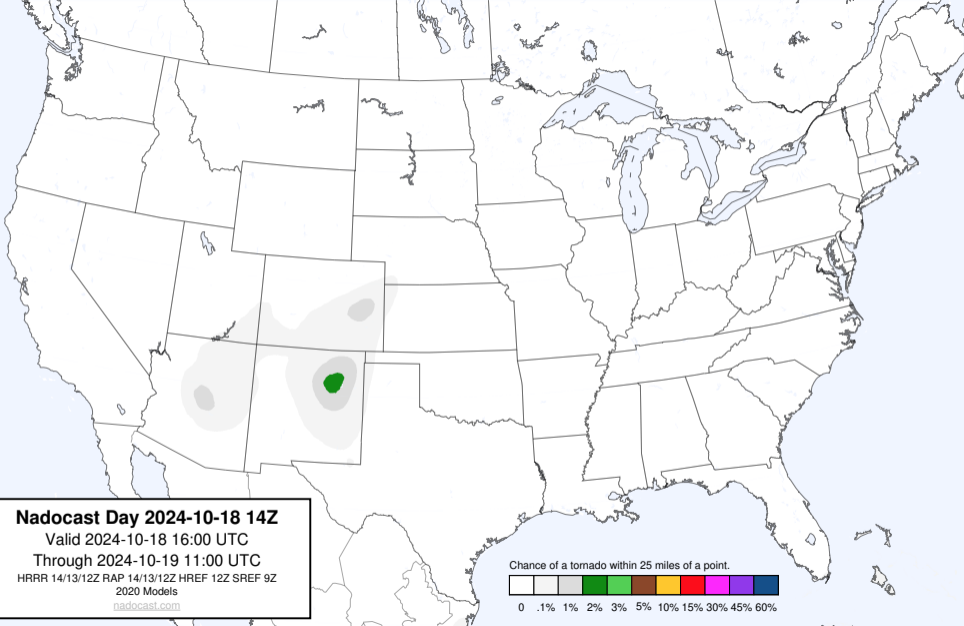 Nadocast Day 2024-10-18 14Z
Valid 2024-10-18 16:00 UTC
Through 2024-10-19 11:00 UTC
HRRR 14/13/12Z RAP 14/13/12Z HREF 12Z SREF 9Z
2020 Models
nadocast.com
Chance of a tornado within 25 miles of a point.
0 .1% 1% 2% 3% 5% 10% 15% 30% 45% 60%